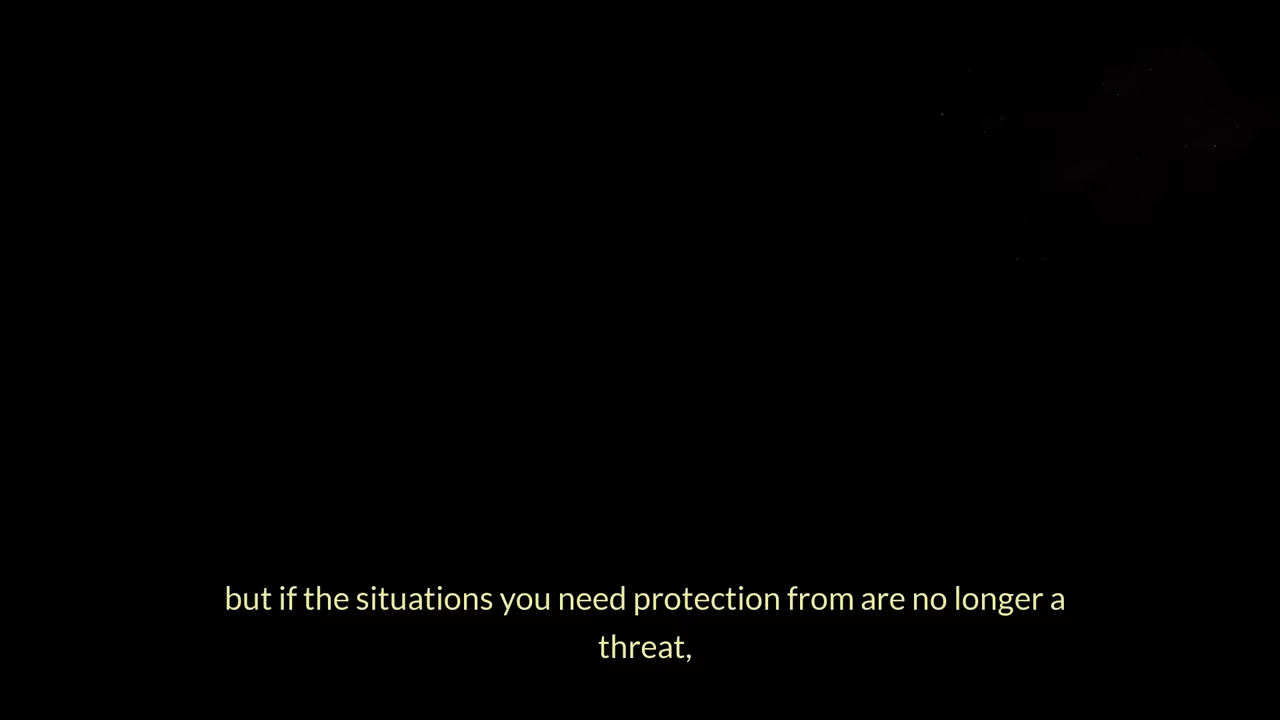 but if the situations you need protection from are no longer a
threat,